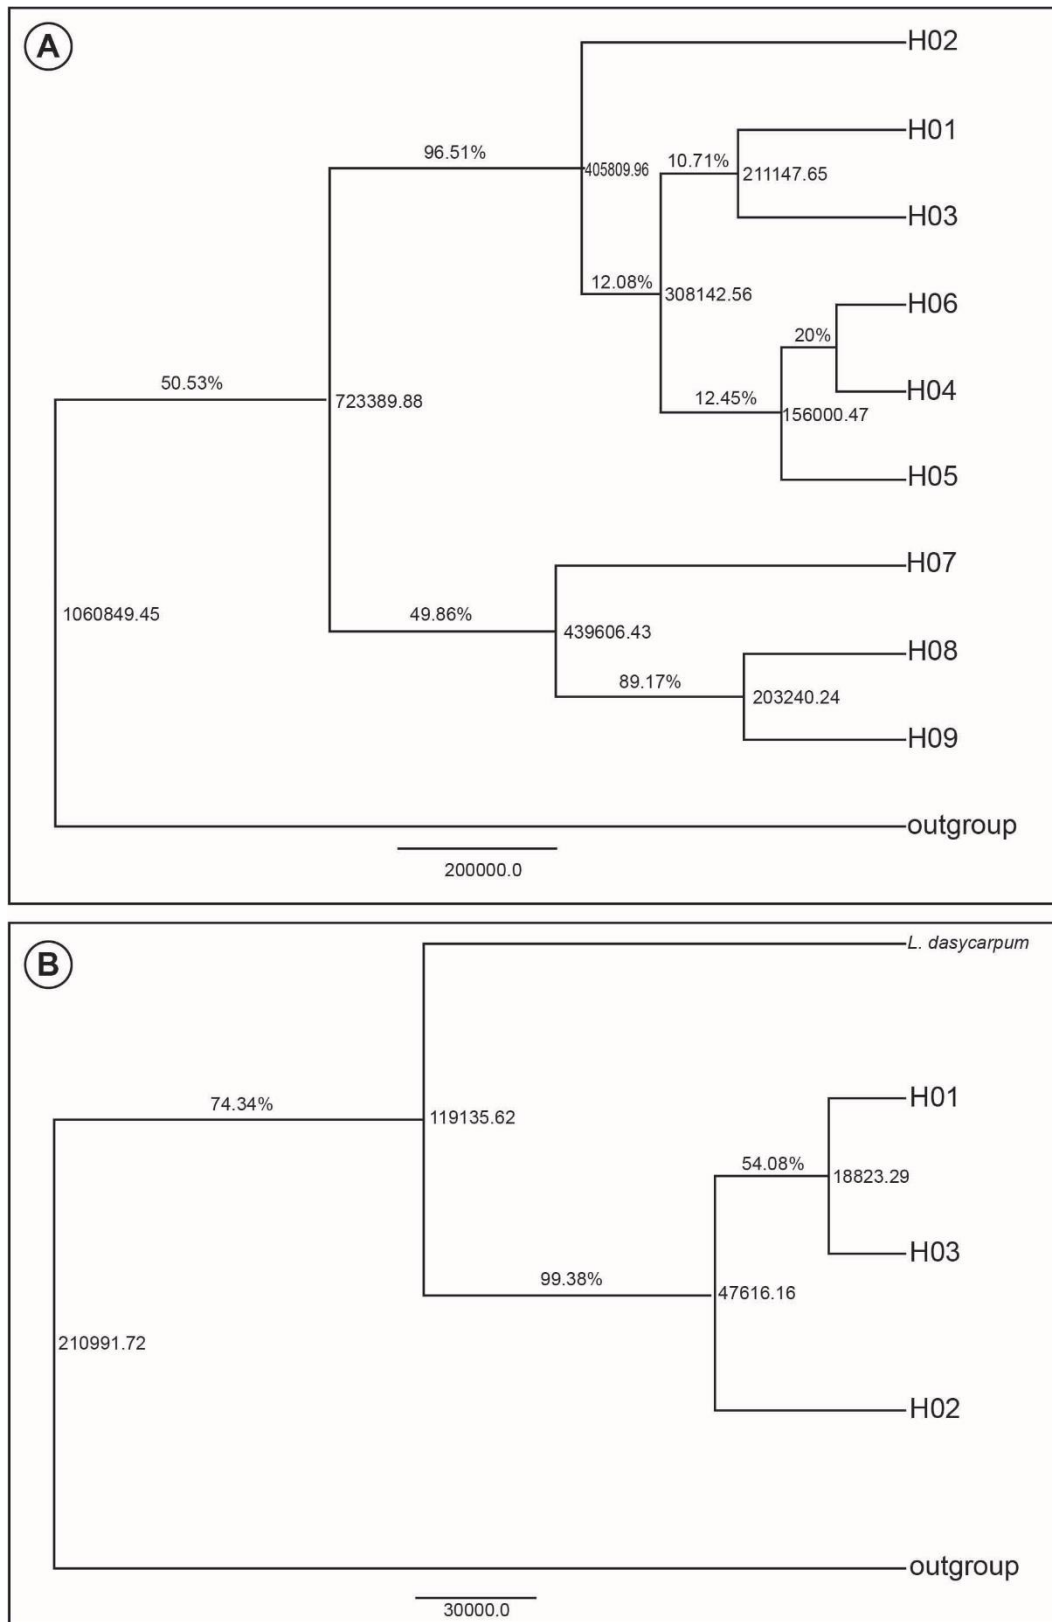 A
H02
H01
96.51%
10.71%
405809.96
211147.65
H03
12.08%
308142.56
H06
20%
50.53%
H04
12.45%
723389.88
156000.47
H05
H07
1060849.45
49.86%
439606.43
H08
89.17%
203240.24
H09
outgroup
200000.0
B
L. dasycarpum
74.34%
H01
119135.62
54.08%
18823.29
H03
99.38%
47616.16
210991.72
H02
outgroup
30000.0